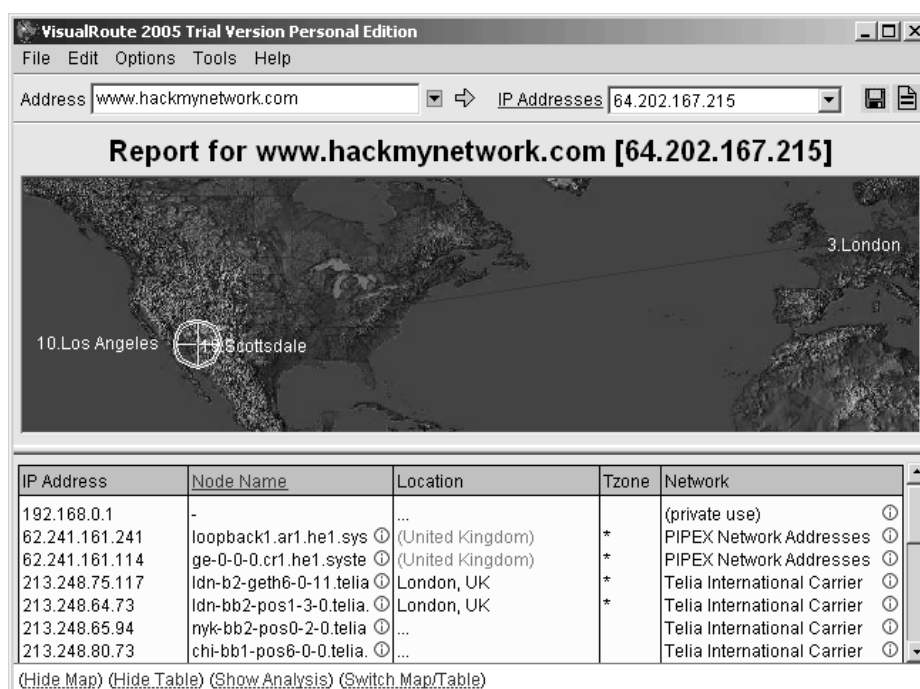 VisualRoute 2005 Trial Version Personal Edition
File Edit Options Tools Help
Address www.hackmynetwork.com IP Addresses 64.202.167.215
Report for www.hackmynetwork.com [64.202.167.215]
3.London
10.Los Angeles 19.Scottsdale
IP Address Node Name Location Tzone Network
192.168.0.1 - ... (private use)
62.241.161.241 loopback1.ar1.he1.sys (United Kingdom) * PIPEX Network Addresses
62.241.161.114 ge-0-0-0.cr1.he1.syste (United Kingdom) * PIPEX Network Addresses
213.248.75.117 ldn-b2-geth6-0-11.telia London, UK * Telia International Carrier
213.248.64.73 ldn-bb2-pos1-3-0.telia. London, UK * Telia International Carrier
213.248.65.94 nyk-bb2-pos0-2-0.telia ... Telia International Carrier
213.248.80.73 chi-bb1-pos6-0-0.telia. ... Telia International Carrier
(Hide Map) (Hide Table) (Show Analysis) (Switch Map/Table)